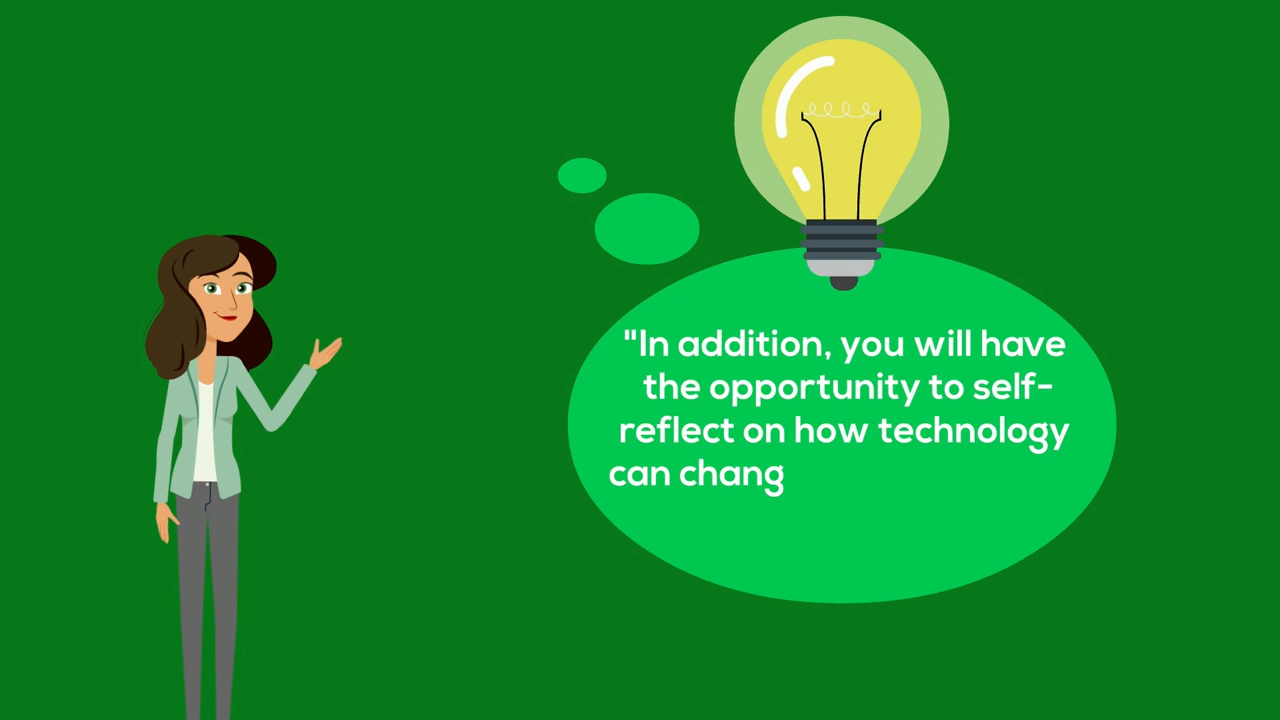 "In addition, you will have
the opportunity to self-
reflect on how technology
can chang